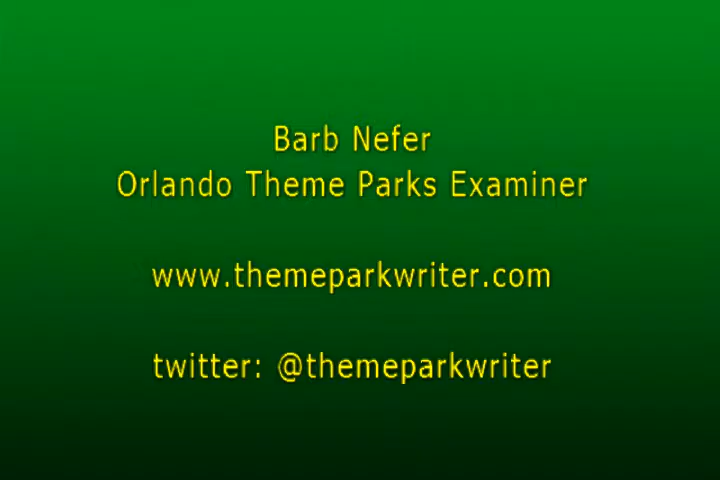 Barb Nefer
Orlando Theme Parks Examiner
www.themeparkwriter.com
twitter: @themeparkwriter